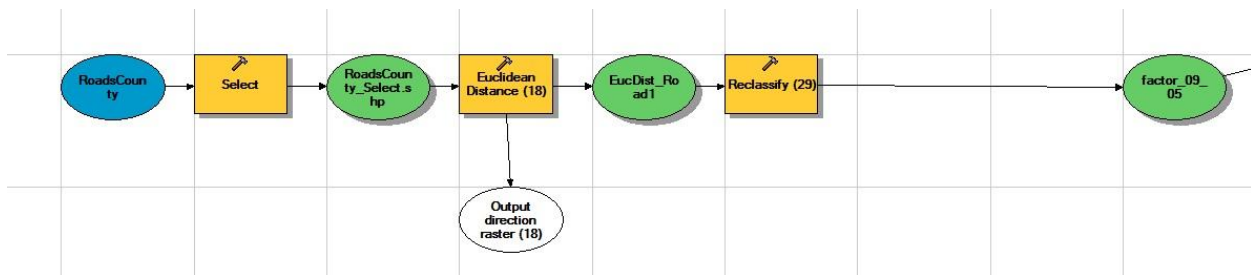 RoadsCoun
ty
Select
RoadsCoun
ty_Select.s
hp
Euclidean
Distance (18)
EucDist_Ro
ad1
Reclassify (29)
factor_09_
05
Output
direction
raster (18)